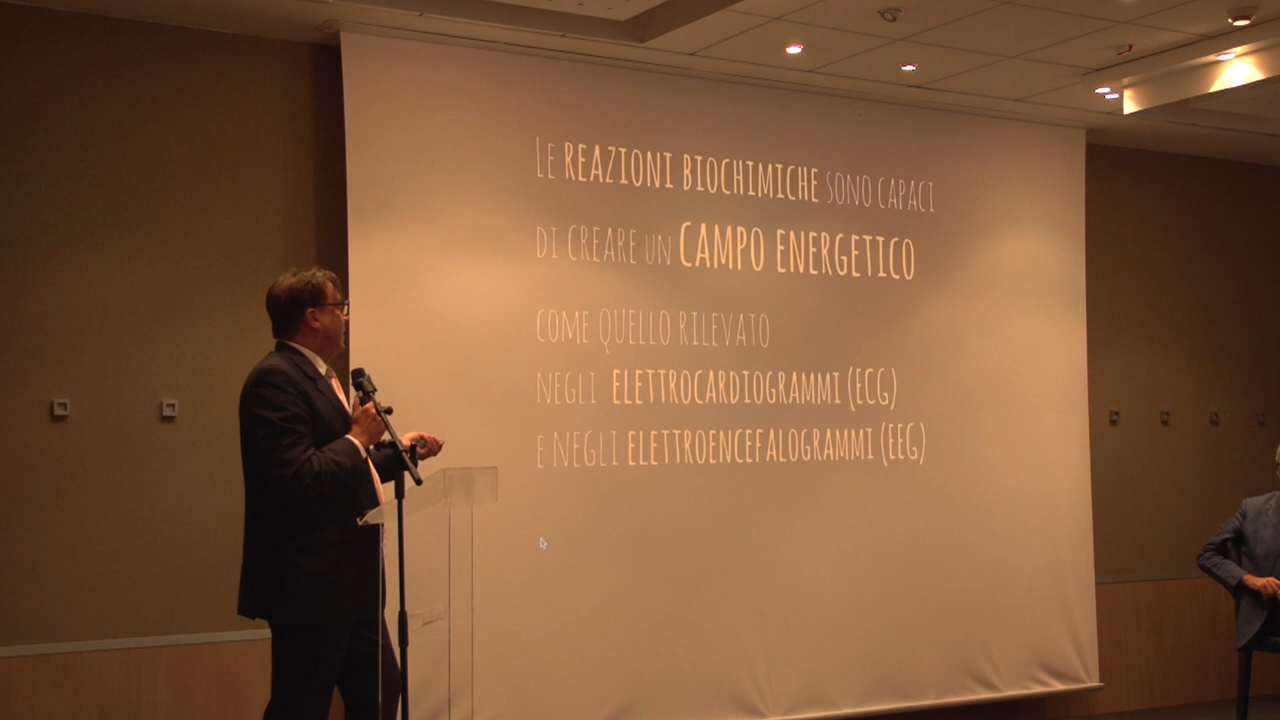 Le REAZIONI BIOCHIMICHE SONO CAPACI
DI CREARE UN CAMPO ENERGETICO
COME QUELLO RILEVATO
NEGLI ELETTROCARDIOGRAMMI (ECG)
E NEGLI ELETTROENCEFALOGRAMMI (EEG)